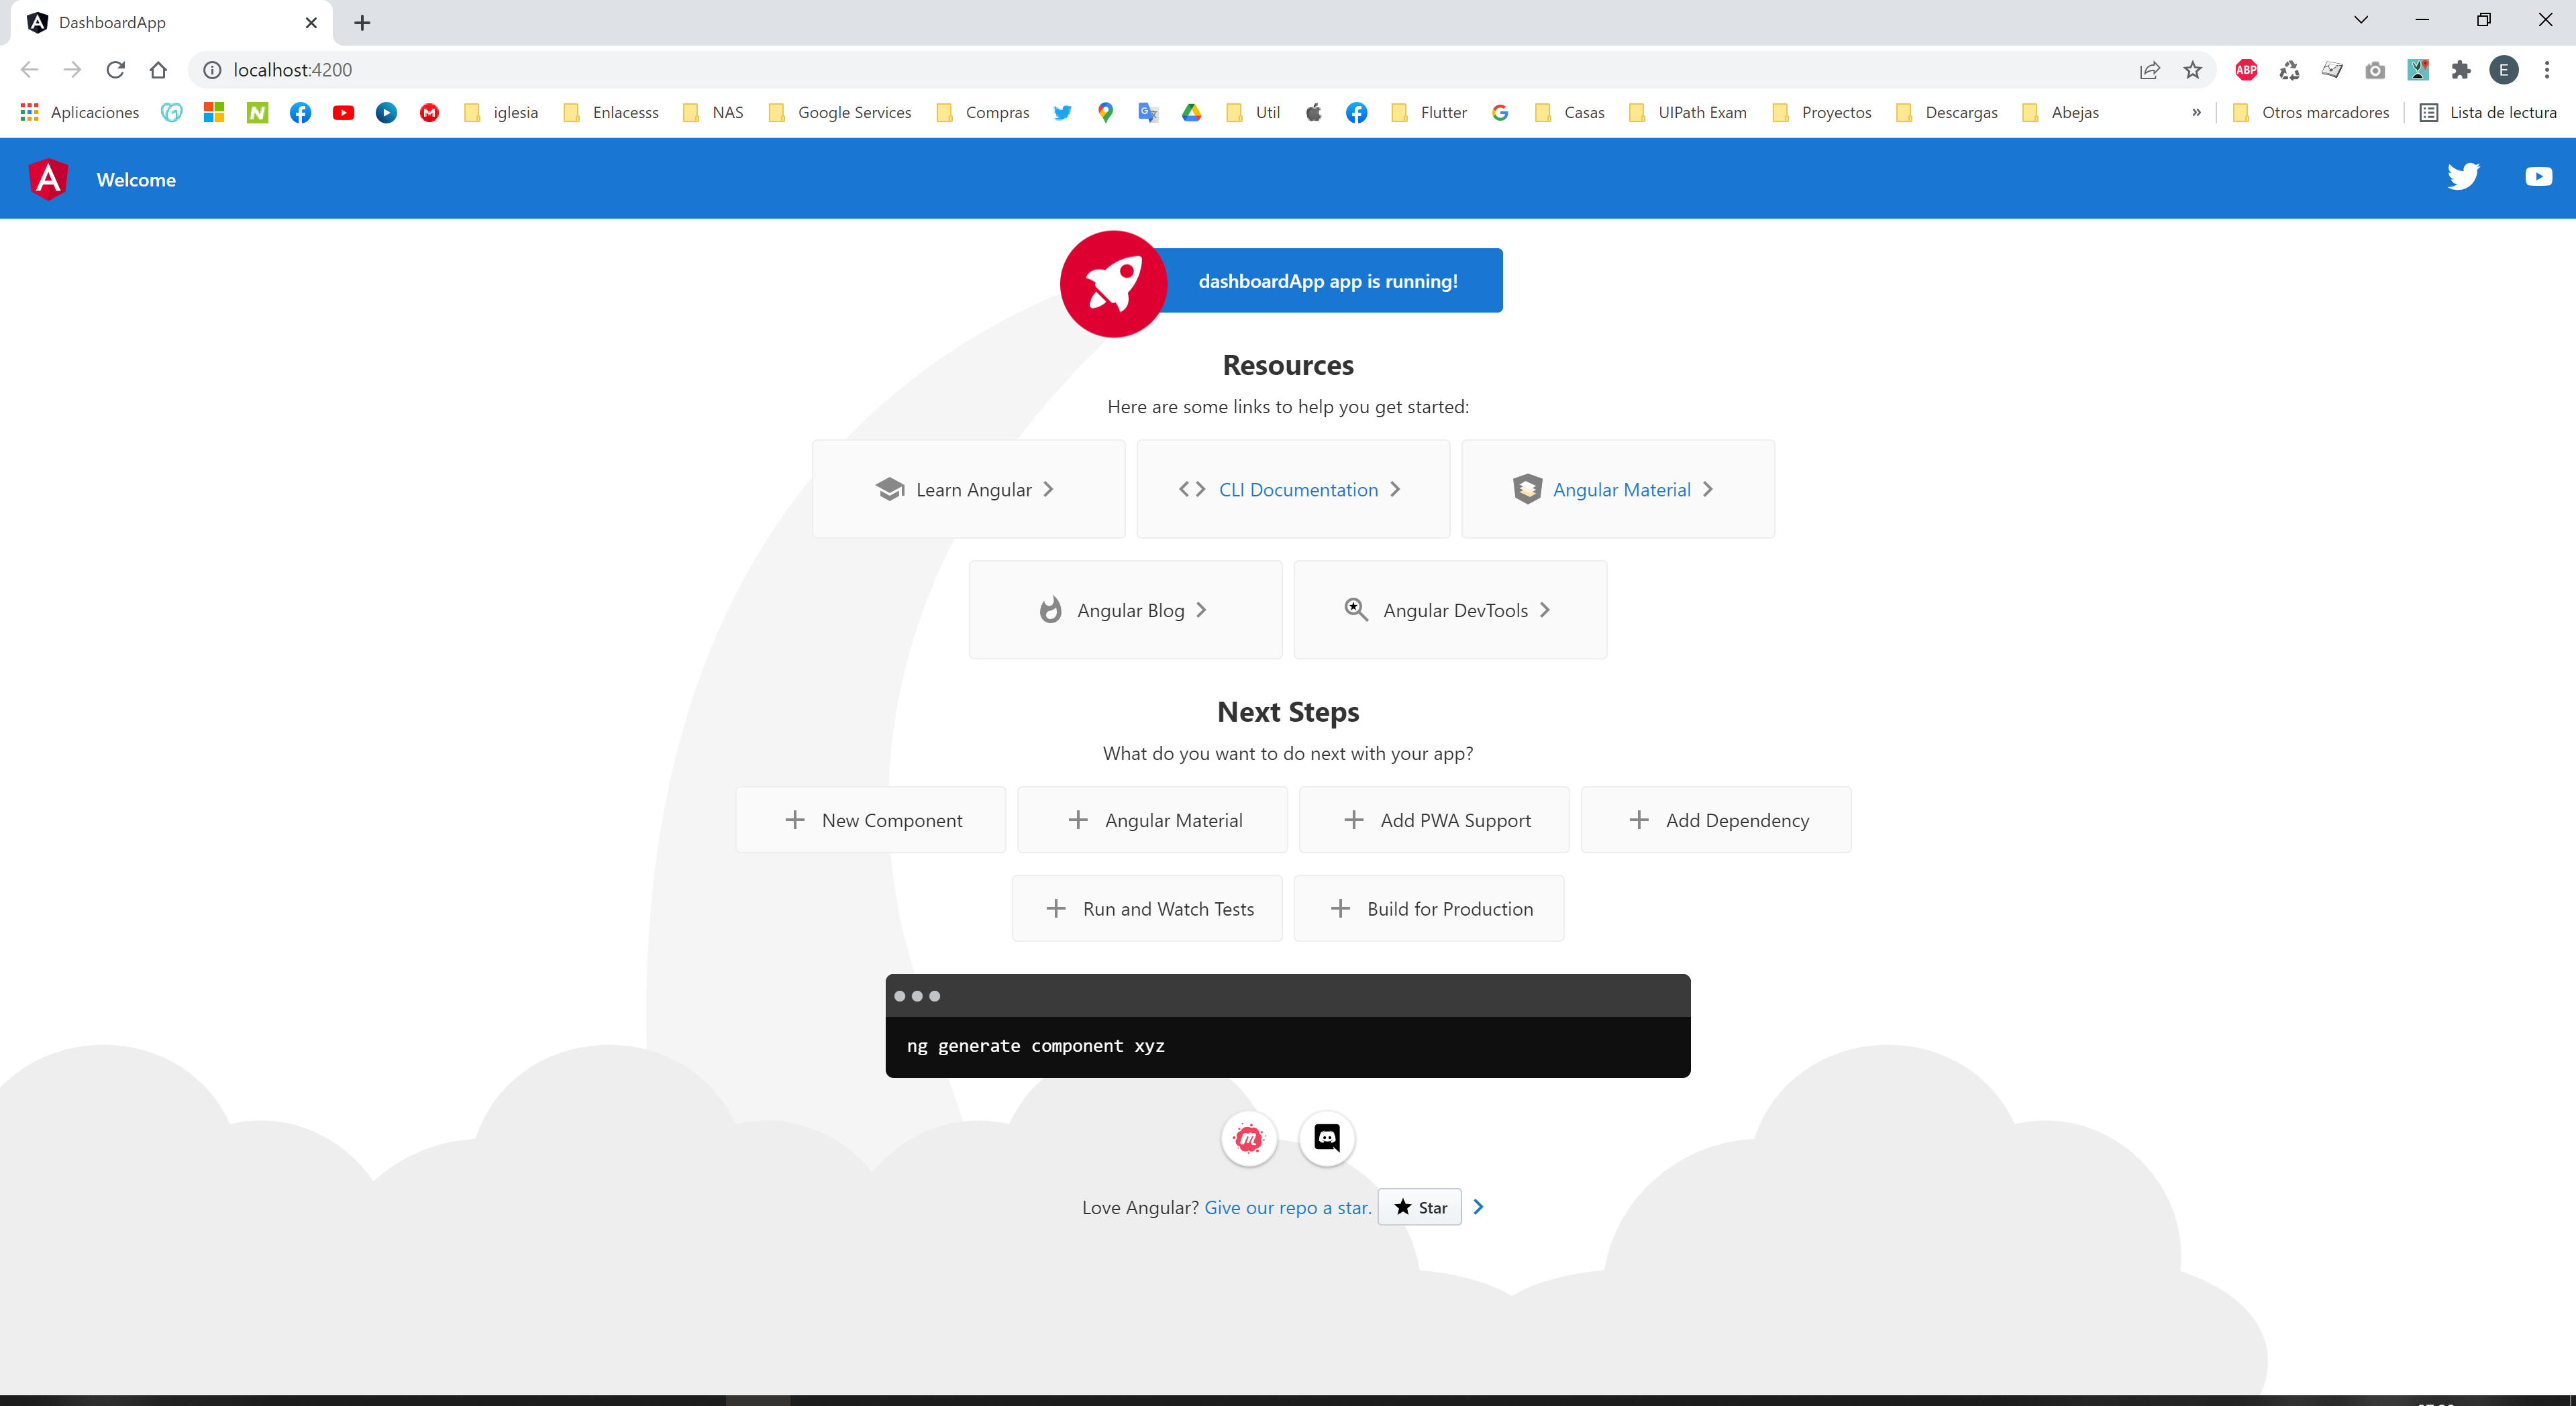 DashboardApp
localhost:4200
ABP
E
Aplicaciones iglesia Enlacesss NAS Google Services Compras Util Flutter Casas UIPath Exam Proyectos Descargas Abejas » Otros marcadores Lista de lectura
Welcome
dashboardApp app is running!
Resources
Here are some links to help you get started:
Learn Angular CLI Documentation Angular Material
Angular Blog Angular DevTools
Next Steps
What do you want to do next with your app?
New Component Angular Material Add PWA Support Add Dependency
Run and Watch Tests Build for Production
ng generate component xyz
Love Angular? Give our repo a star. Star